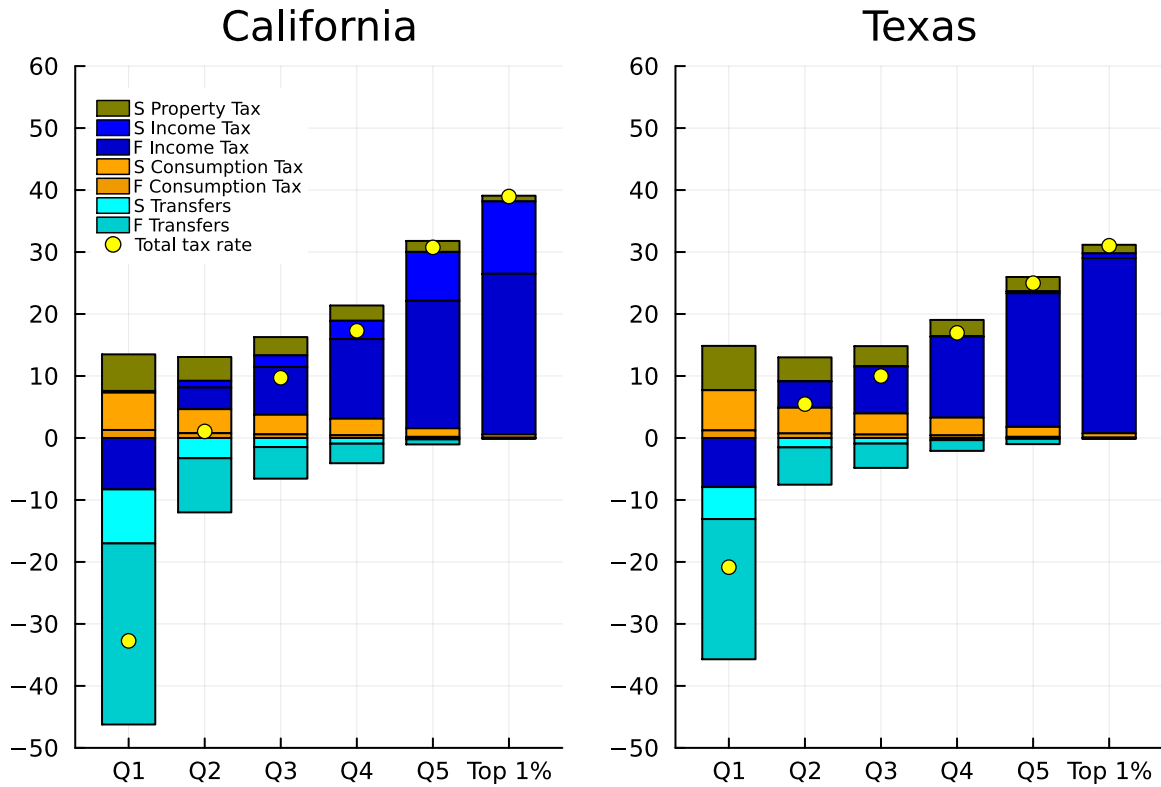 California
60
50
40
30
20
10
0
−10
−20
−30
−40
−50
S Property Tax
S Income Tax
F Income Tax
S Consumption Tax
F Consumption Tax
S Transfers
F Transfers
Total tax rate
Q1 Q2 Q3 Q4 Q5 Top 1%
Texas
60
50
40
30
20
10
0
−10
−20
−30
−40
−50
Q1 Q2 Q3 Q4 Q5 Top 1%